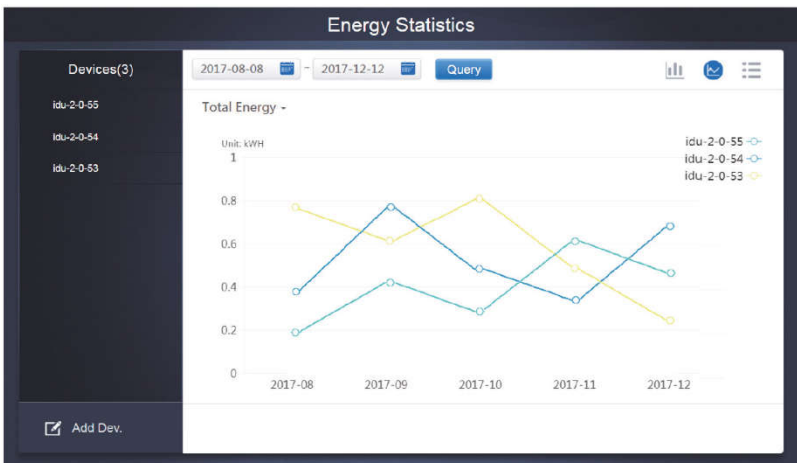 Energy Statistics
Devices(3)
idu-2-0-55
idu-2-0-54
idu-2-0-53
Add Dev.
2017-08-08 - 2017-12-12 Query
Total Energy
Unit: kWH
idu-2-0-55
idu-2-0-54
idu-2-0-53
1
0.8
0.6
0.4
0.2
0
2017-08 2017-09 2017-10 2017-11 2017-12